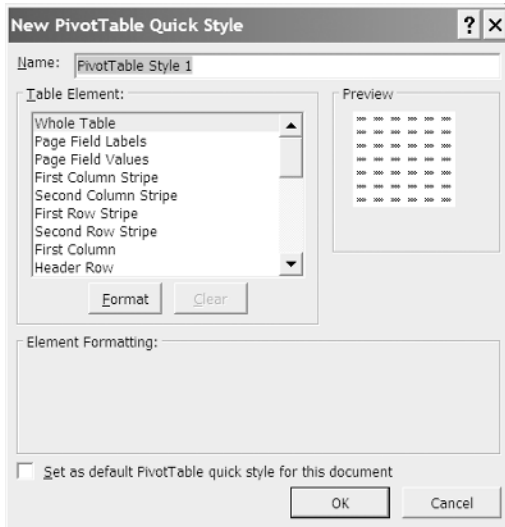 New PivotTable Quick Style ? X
Name: PivotTable Style 1
Table Element:
Whole Table
Page Field Labels
Page Field Values
First Column Stripe
Second Column Stripe
First Row Stripe
Second Row Stripe
First Column
Header Row
Format Clear
Preview
Element Formatting:
Set as default PivotTable quick style for this document
OK Cancel